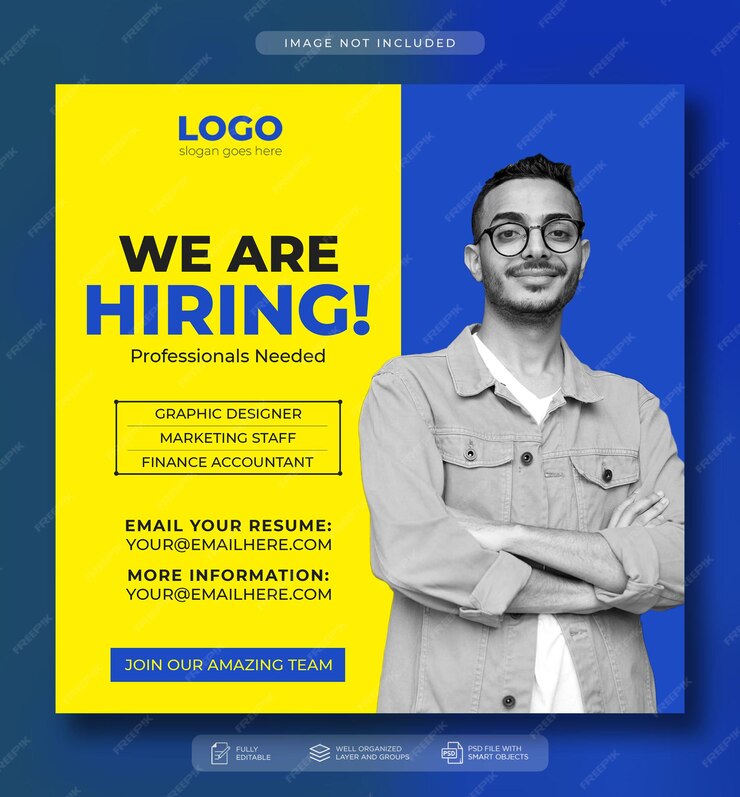 IMAGE NOT INCLUDED
LOGO
slogan goes here
WE ARE
HIRING!
Professionals Needed
GRAPHIC DESIGNER
MARKETING STAFF
FINANCE ACCOUNTANT
EMAIL YOUR RESUME:
YOUR@EMAILHERE.COM
MORE INFORMATION:
YOUR@EMAILHERE.COM
JOIN OUR AMAZING TEAM
FULLY
EDITABLE
WELL ORGANIZED
LAYER AND GROUPS
PSD
PSD FILE WITH
SMART OBJECTS
FREEPIK